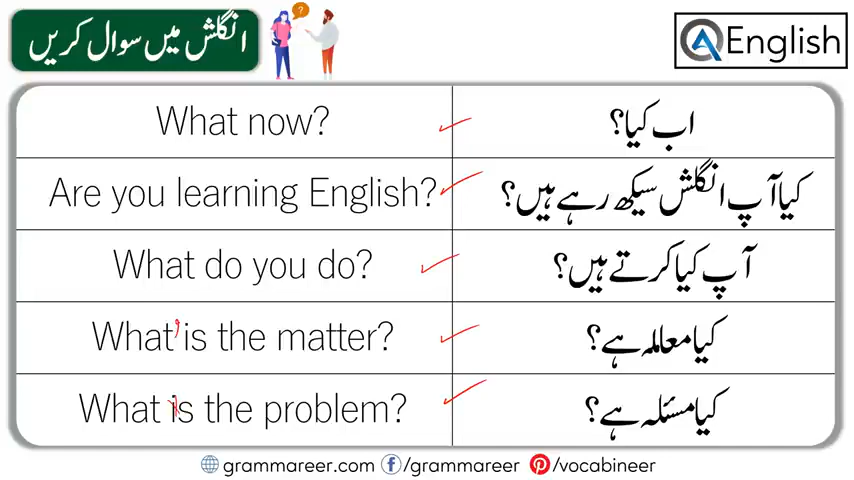 انگلش میں سوال کریں
?
QA English
What now?
اب کیا؟
Are you learning English?
کیا آپ انگلش سیکھ رہے ہیں؟
What do you do?
آپ کیا کرتے ہیں؟
What'is the matter?
کیا معاملہ ہے؟
What is the problem?
کیا مسئلہ ہے؟
grammareer.com f/grammareer /vocabineer